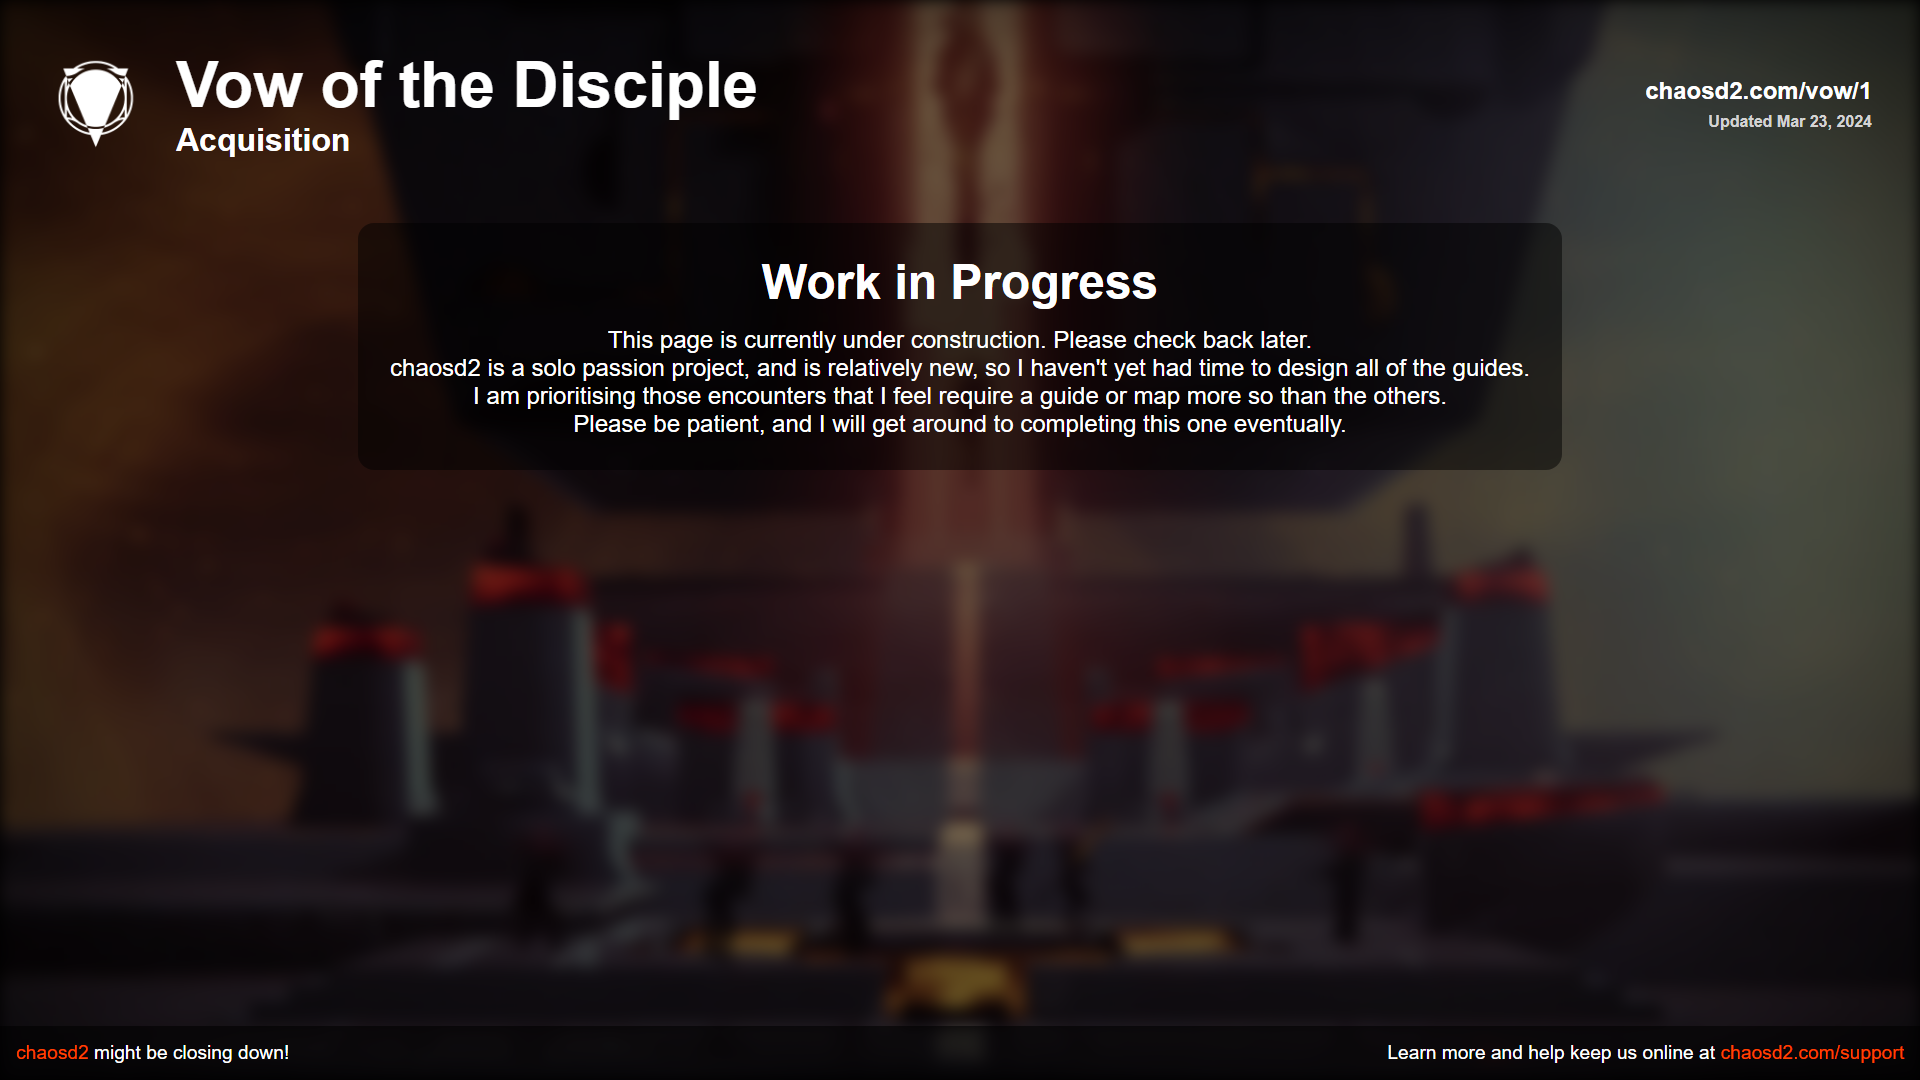 Vow of the Disciple
Acquisition
chaosd2.com/vow/1
Updated Mar 23, 2024
Work in Progress
This page is currently under construction. Please check back later.
chaosd2 is a solo passion project, and is relatively new, so I haven't yet had time to design all of the guides.
I am prioritising those encounters that I feel require a guide or map more so than the others.
Please be patient, and I will get around to completing this one eventually.
chaosd2 might be closing down!
Learn more and help keep us online at chaosd2.com/support